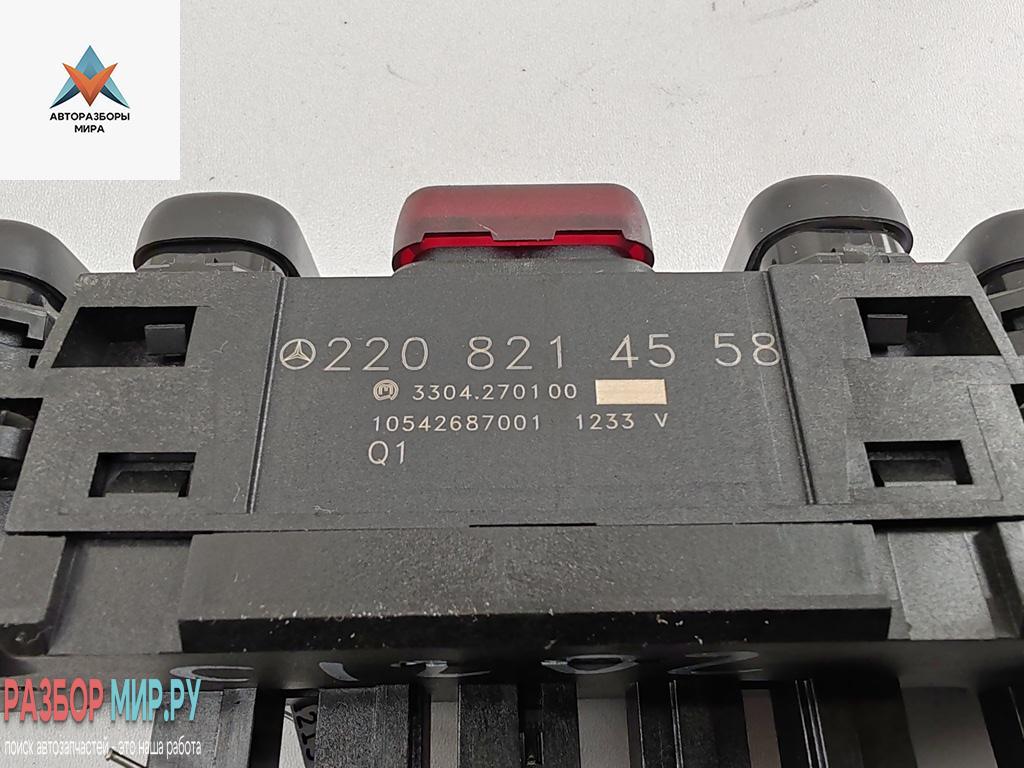 АВТОРАЗБОРЫ
МИРА
220 821 45 58
3304.270100
10542687001 1233 V
Q1
C1202
РАЗБОР МИР.РУ
поиск автозапчастей - это наша работа